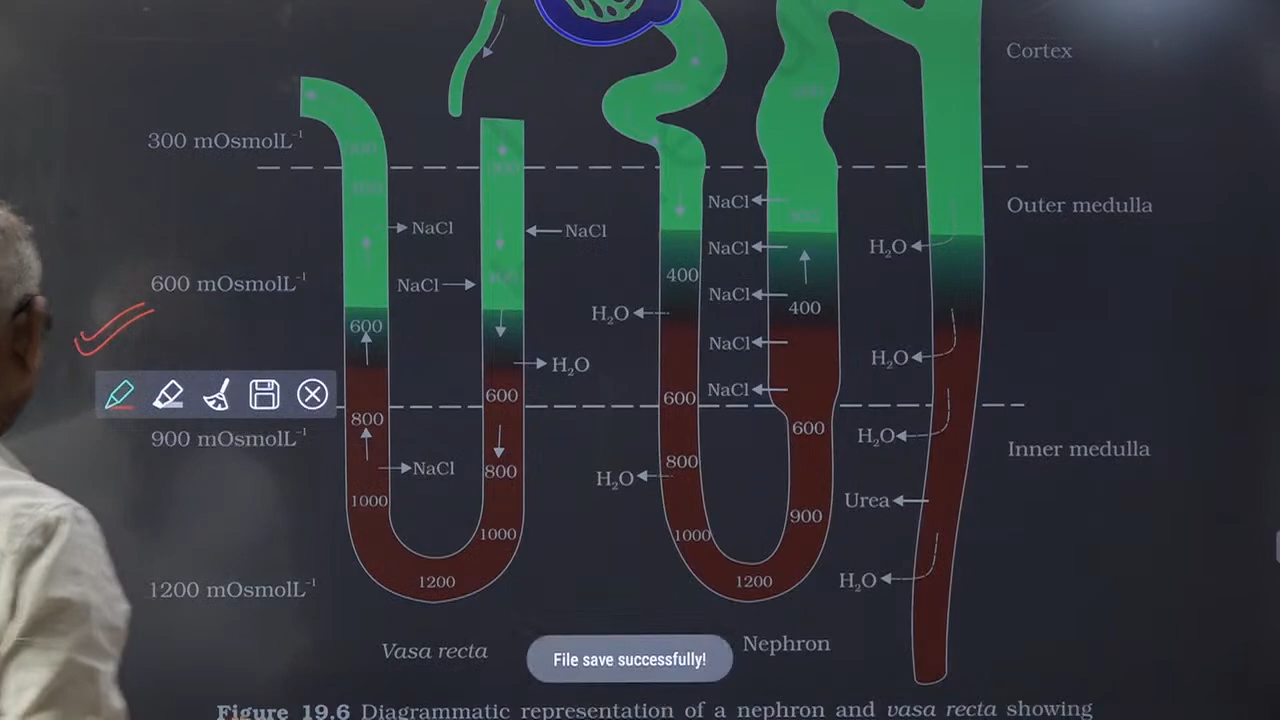 Cortex
300 mOsmolL⁻¹
Outer medulla
NaCl
NaCl
NaCl
NaCl
H₂O
600 mOsmolL⁻¹
NaCl
400
NaCl
400
H₂O
600
NaCl
H₂O
H₂O
600
NaCl
600
800
600
H₂O
900 mOsmolL⁻¹
Inner medulla
NaCl
800
800
H₂O
1000
900
Urea
1000
1000
1200 mOsmolL⁻¹
1200
1200
H₂O
Vasa recta
Nephron
File save successfully!
Figure 19.6 Diagrammatic representation of a nephron and vasa recta showing